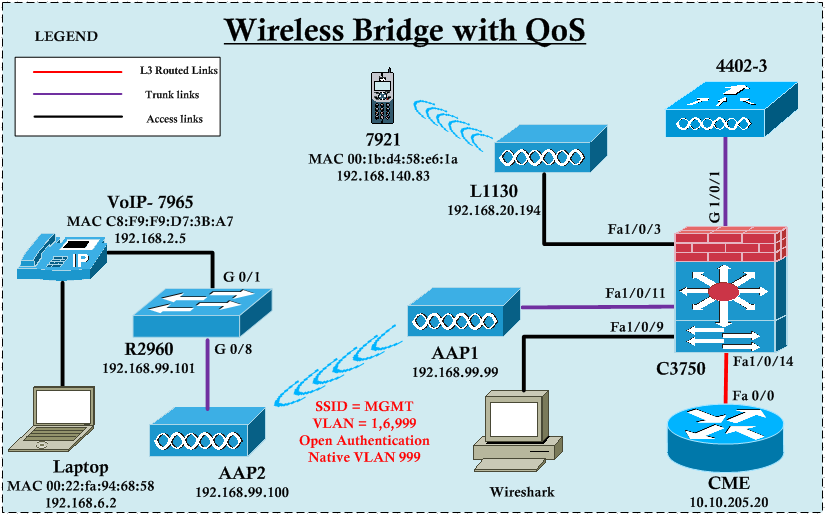 Wireless Bridge with QoS
LEGEND
L3 Routed Links
Trunk links
Access links
4402-3
7921
MAC 00:1b:d4:58:e6:1a
192.168.140.83
L1130
192.168.20.194
G 1/0/1
Fa1/0/3
VoIP- 7965
MAC C8:F9:F9:D7:3B:A7
192.168.2.5
IP
G 0/1
R2960
192.168.99.101
G 0/8
Fa1/0/11
Fa1/0/9
AAP1
192.168.99.99
C3750
Fa1/0/14
Fa 0/0
SSID = MGMT
VLAN = 1,6,999
Open Authentication
Native VLAN 999
Laptop
MAC 00:22:fa:94:68:58
192.168.6.2
AAP2
192.168.99.100
Wireshark
CME
10.10.205.20